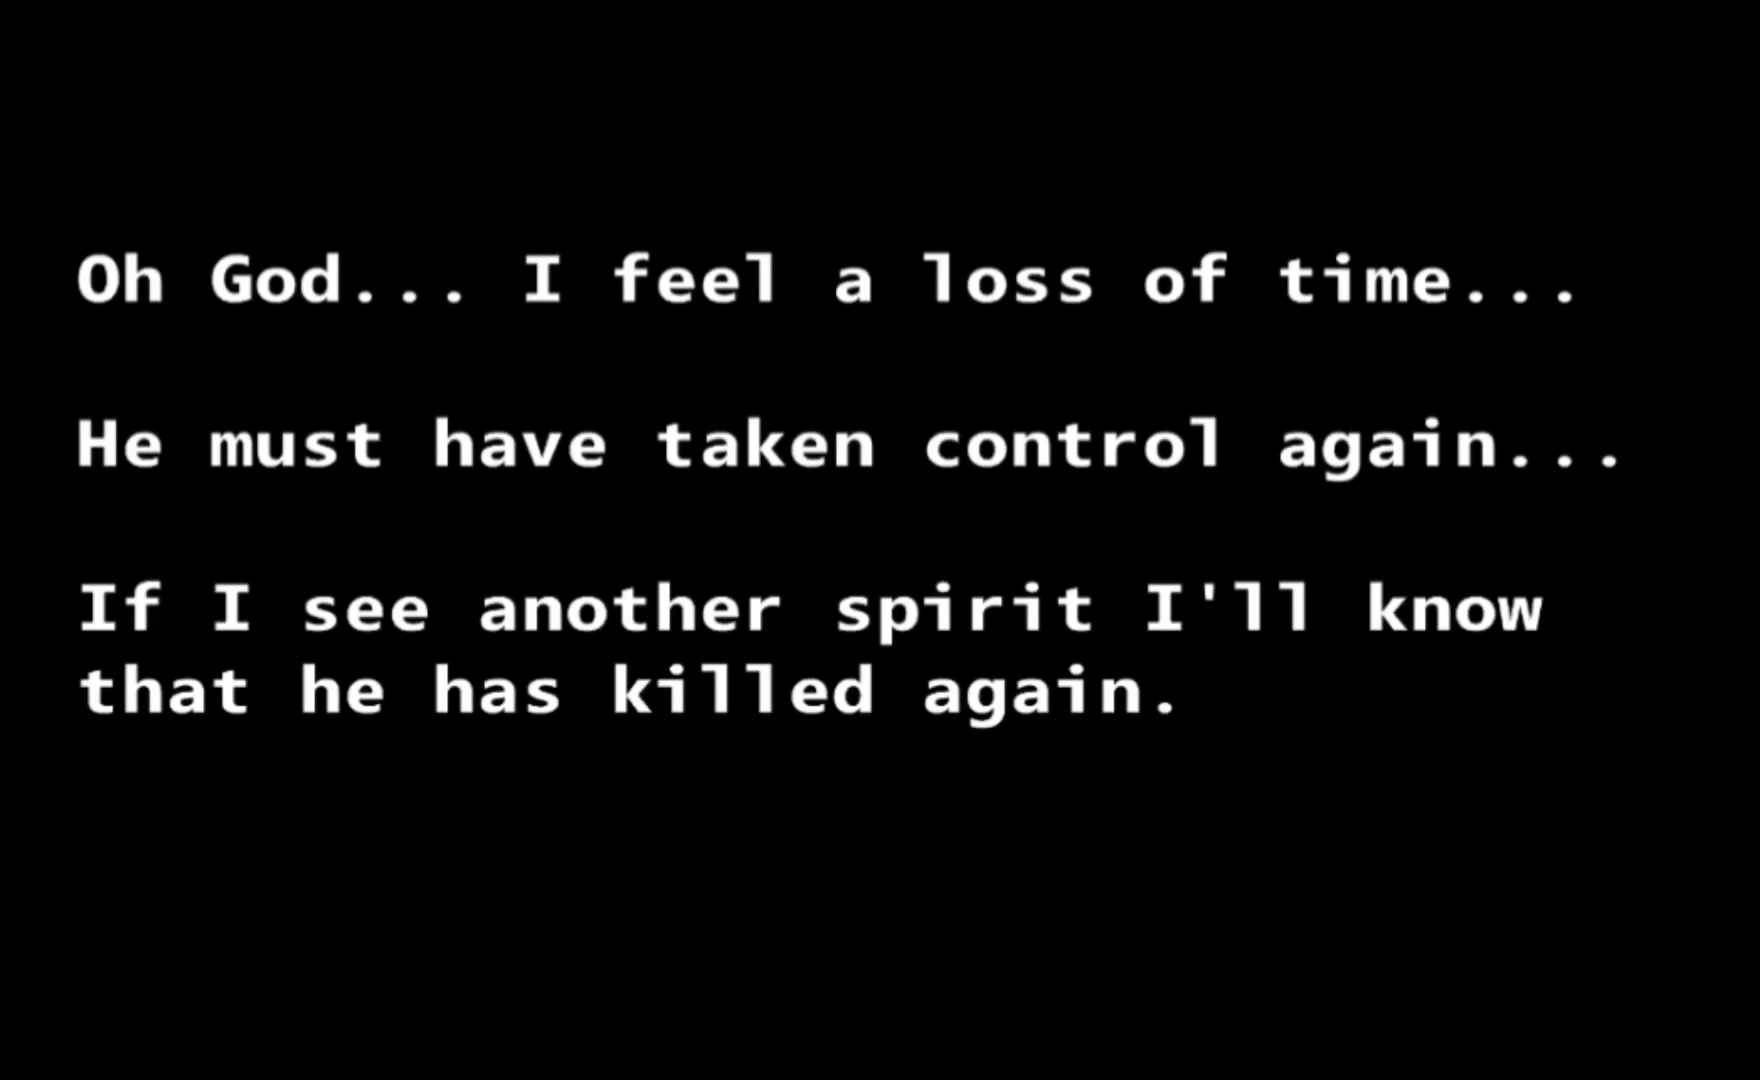 Oh God... I feel a loss of time...
He must have taken control again...
If I see another spirit I'll know
that he has killed again.